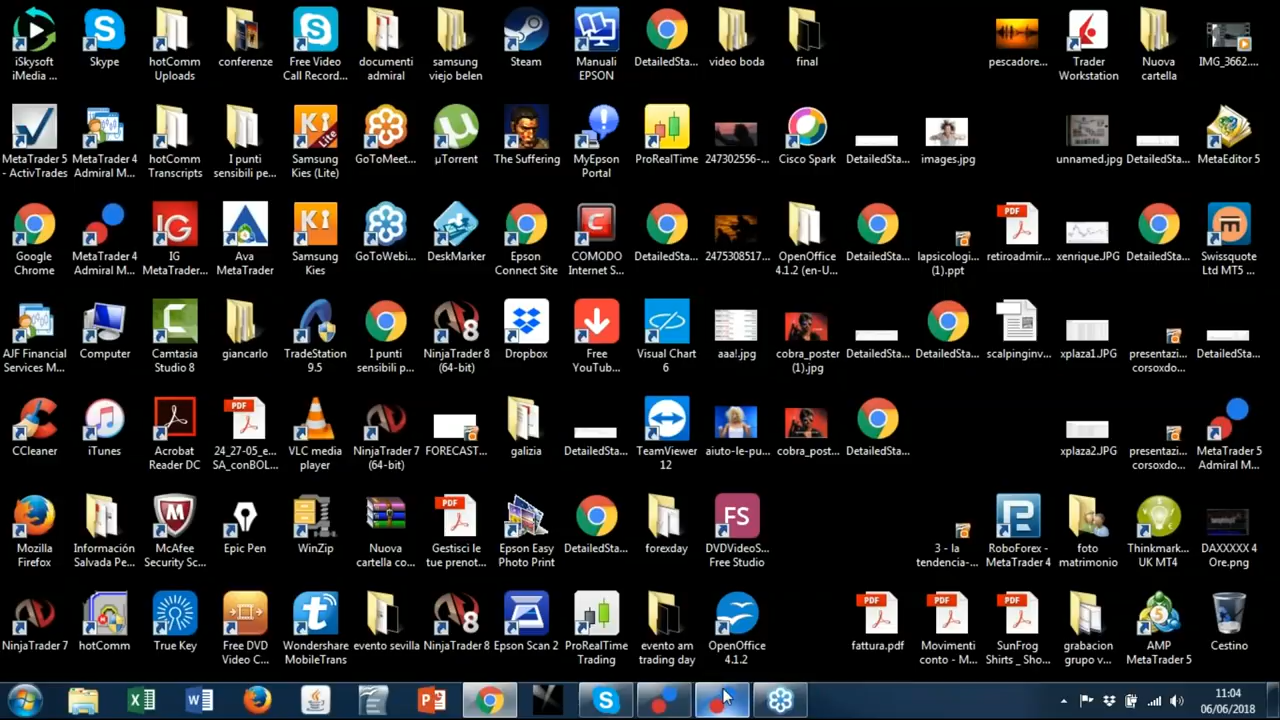 iSkysoft
iMedia ...
Skype
hotComm
Uploads
conferenze
Free Video
Call Record...
documenti
admiral
samsung
viejo belen
Steam
Manuali
EPSON
DetailedSta...
video boda
final
pescadore...
Trader
Workstation
Nuova
cartella
IMG_3662....
MetaTrader 5
- ActivTrades
MetaTrader 4
Admiral M...
hotComm
Transcripts
I punti
sensibili pe...
Samsung
Kies (Lite)
GoToMeet...
µTorrent
The Suffering
MyEpson
Portal
ProRealTime
247302556-...
Cisco Spark
DetailedSta...
images.jpg
unnamed.jpg
DetailedSta...
MetaEditor 5
Google
Chrome
MetaTrader 4
Admiral M...
IG
MetaTrader...
Ava
MetaTrader
Samsung
Kies
GoToWebi...
DeskMarker
Epson
Connect Site
COMODO
Internet S...
DetailedSta...
2475308517...
OpenOffice
4.1.2 (en-U...
DetailedSta...
lapsicologi...
(1).ppt
retiroadmir...
xenrique.JPG
DetailedSta...
Swissquote
Ltd MT5 ...
AJF Financial
Services M...
Computer
Camtasia
Studio 8
giancarlo
TradeStation
9.5
I punti
sensibili p...
NinjaTrader 8
(64-bit)
Dropbox
Free
YouTub...
Visual Chart
6
aaa!.jpg
cobra_poster
(1).jpg
DetailedSta...
DetailedSta...
scalpinginv...
xplaza1.JPG
presentazi...
corsoxdo...
DetailedSta...
CCleaner
iTunes
Acrobat
Reader DC
24_27-05_e...
SA_conBOL...
VLC media
player
NinjaTrader 7
(64-bit)
FORECAST...
galizia
DetailedSta...
TeamViewer
12
aiuto-le-pu...
cobra_post...
DetailedSta...
xplaza2.JPG
presentazi...
corsoxdo...
MetaTrader 5
Admiral M...
Mozilla
Firefox
Información
Salvada Pe...
McAfee
Security Sc...
Epic Pen
WinZip
Nuova
cartella co...
Gestisci le
tue prenot...
Epson Easy
Photo Print
DetailedSta...
forexday
DVDVideoS...
Free Studio
3 - la
tendencia-...
RoboForex -
MetaTrader 4
foto
matrimonio
Thinkmark...
UK MT4
DAXXXX 4
Ore.png
NinjaTrader 7
hotComm
True Key
Free DVD
Video C...
Wondershare
MobileTrans
evento sevilla
NinjaTrader 8
Epson Scan 2
ProRealTime
Trading
evento am
trading day
OpenOffice
4.1.2
fattura.pdf
Movimenti
conto - M...
SunFrog
Shirts _ Sho...
grabacion
grupo v...
AMP
MetaTrader 5
Cestino
11:04
06/06/2018